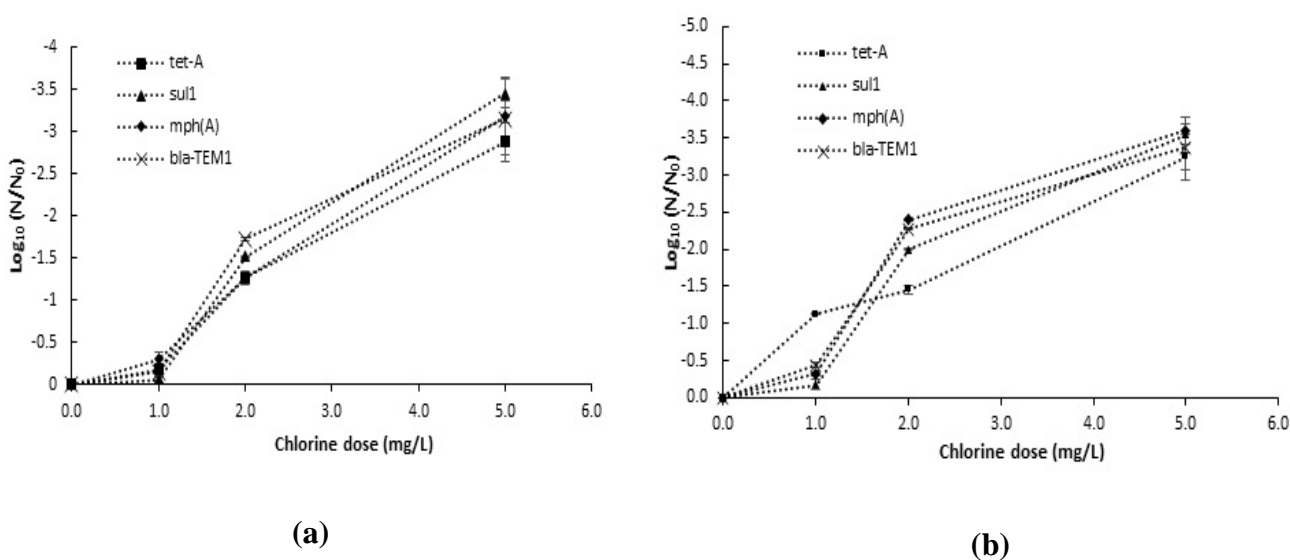 -4
-3.5
-3
-2.5
-2
-1.5
-1
-0.5
0
Log₁₀ (N/N₀)
tet-A
sul1
mph(A)
bla-TEM1
0.0 1.0 2.0 3.0 4.0 5.0 6.0
Chlorine dose (mg/L)
(a)
-5.0
-4.5
-4.0
-3.5
-3.0
-2.5
-2.0
-1.5
-1.0
-0.5
0.0
Log₁₀ (N/N₀)
tet-A
sul1
mph(A)
bla-TEM1
0.0 1.0 2.0 3.0 4.0 5.0 6.0
Chlorine dose (mg/L)
(b)